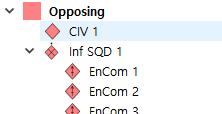 Opposing
CIV 1
Inf SQD 1
EnCom 1
EnCom 2
EnCom 3